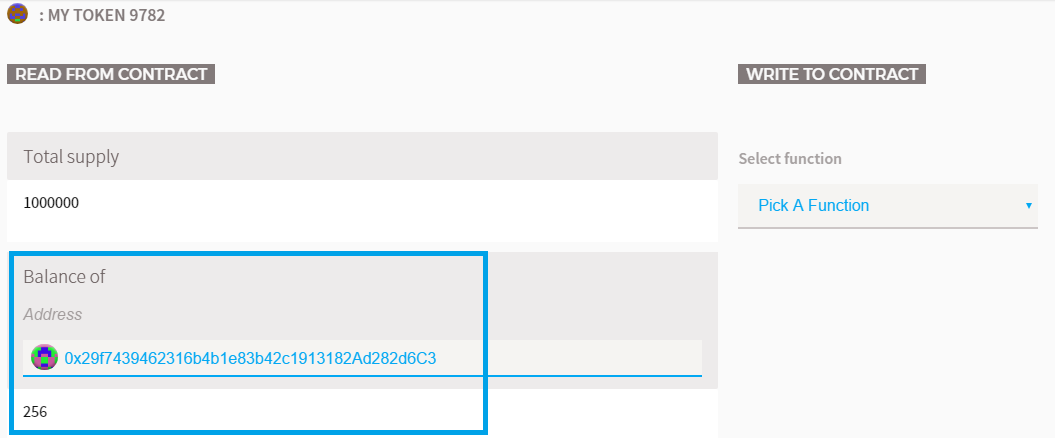 : MY TOKEN 9782
READ FROM CONTRACT
WRITE TO CONTRACT
Total supply
1000000
Select function
Pick A Function
Balance of
Address
0x29f7439462316b4b1e83b42c1913182Ad282d6C3
256